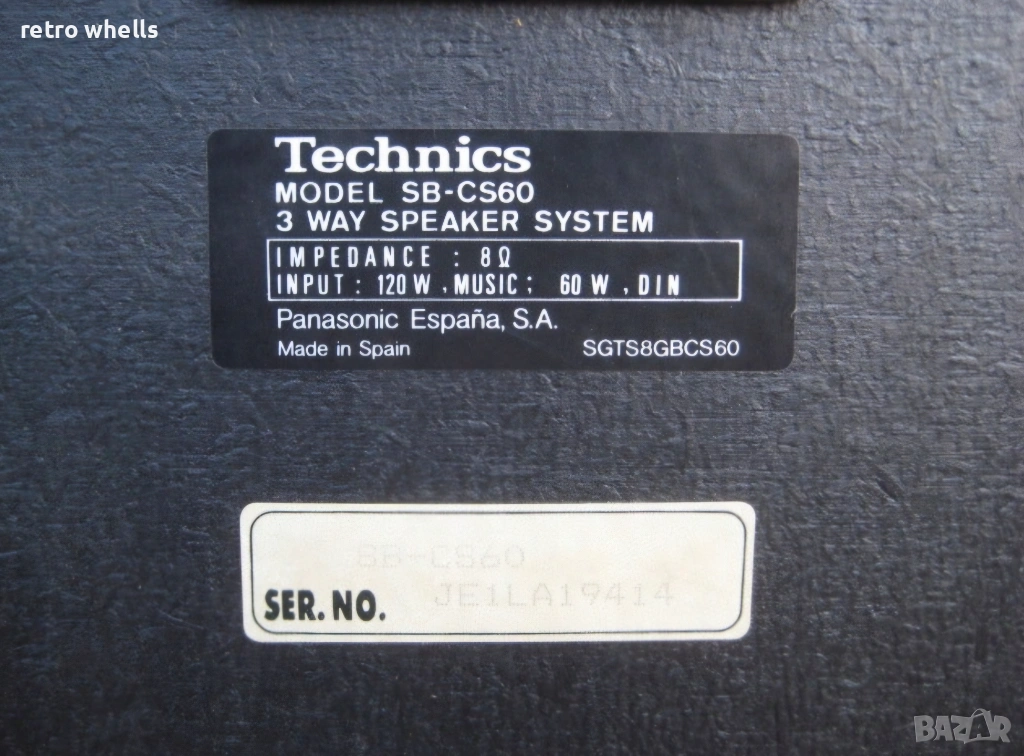 retro whells
Technics
MODEL SB-CS60
3 WAY SPEAKER SYSTEM
IMPEDANCE : 8Ω
INPUT : 120 W , MUSIC ; 60 W , DIN
Panasonic España, S.A.
Made in Spain SGTS8GBCS60
SB-CS60
SER. NO. JE1LA19414
BAZAR